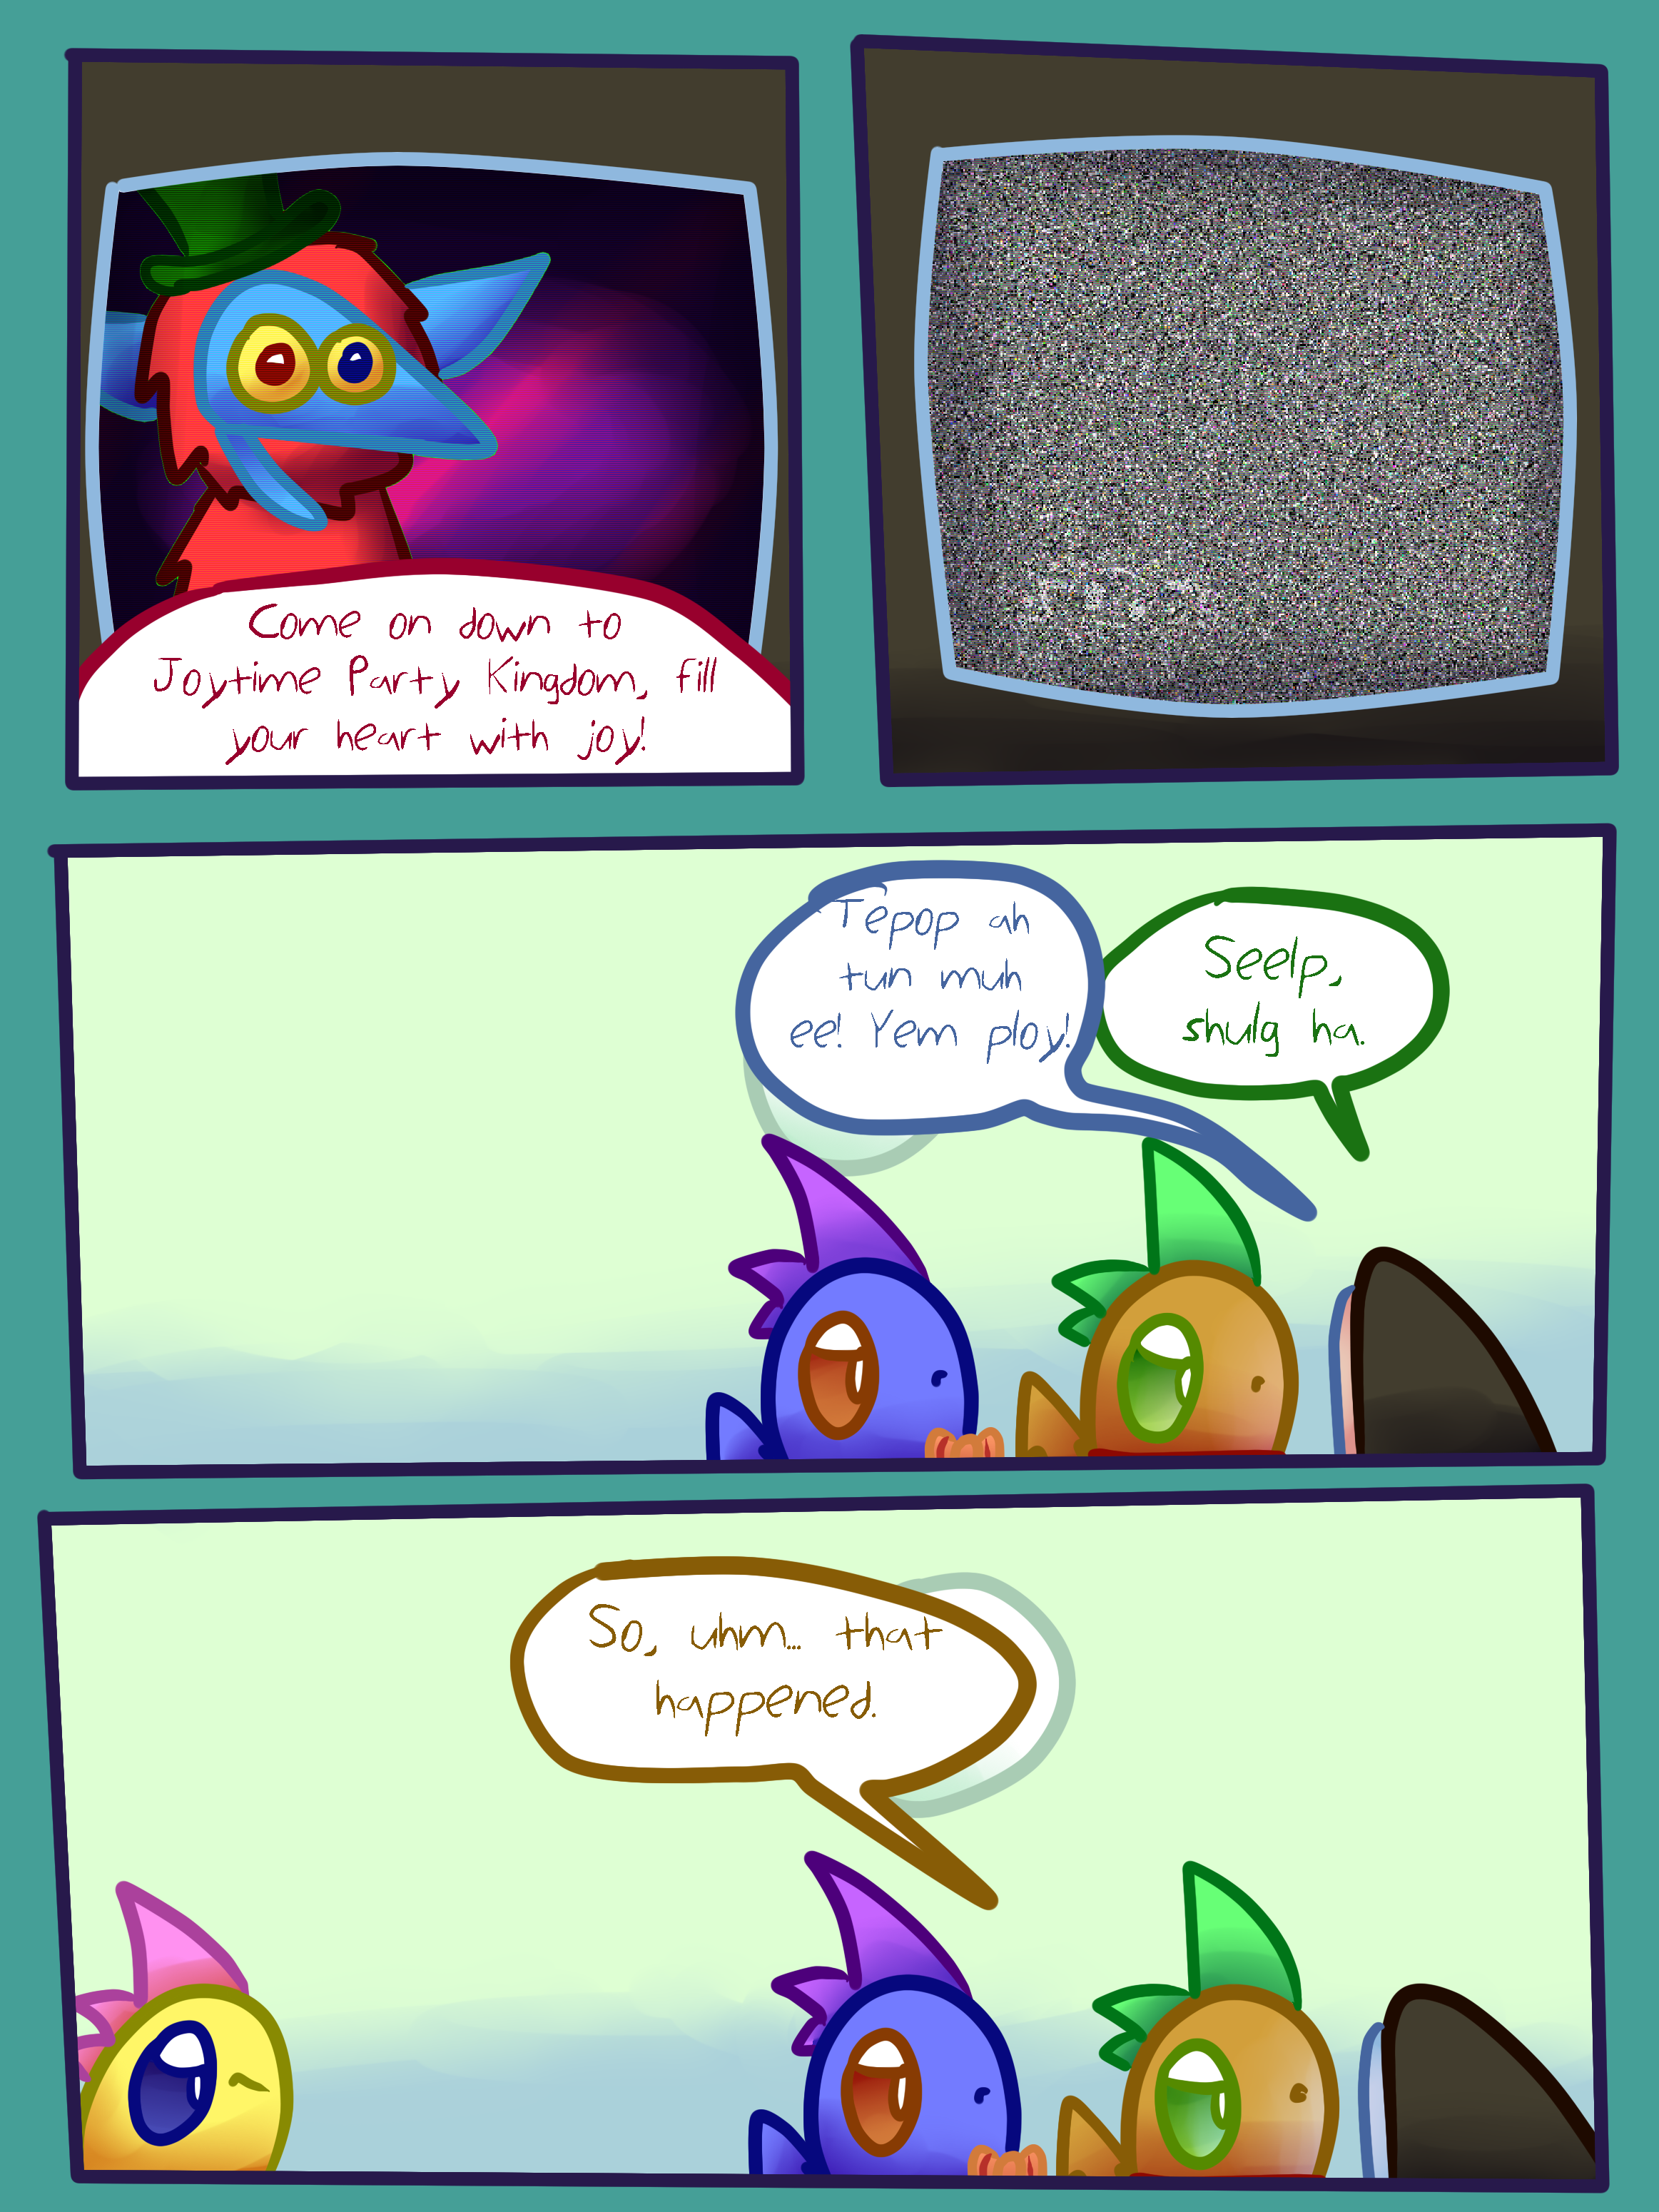 Come on down to
Joytime Party Kingdom, fill
your heart with joy!
Tepop ah
tun muh
ee! Yem ploy!
Seelp,
shulg ha.
So, uhm... that
happened.